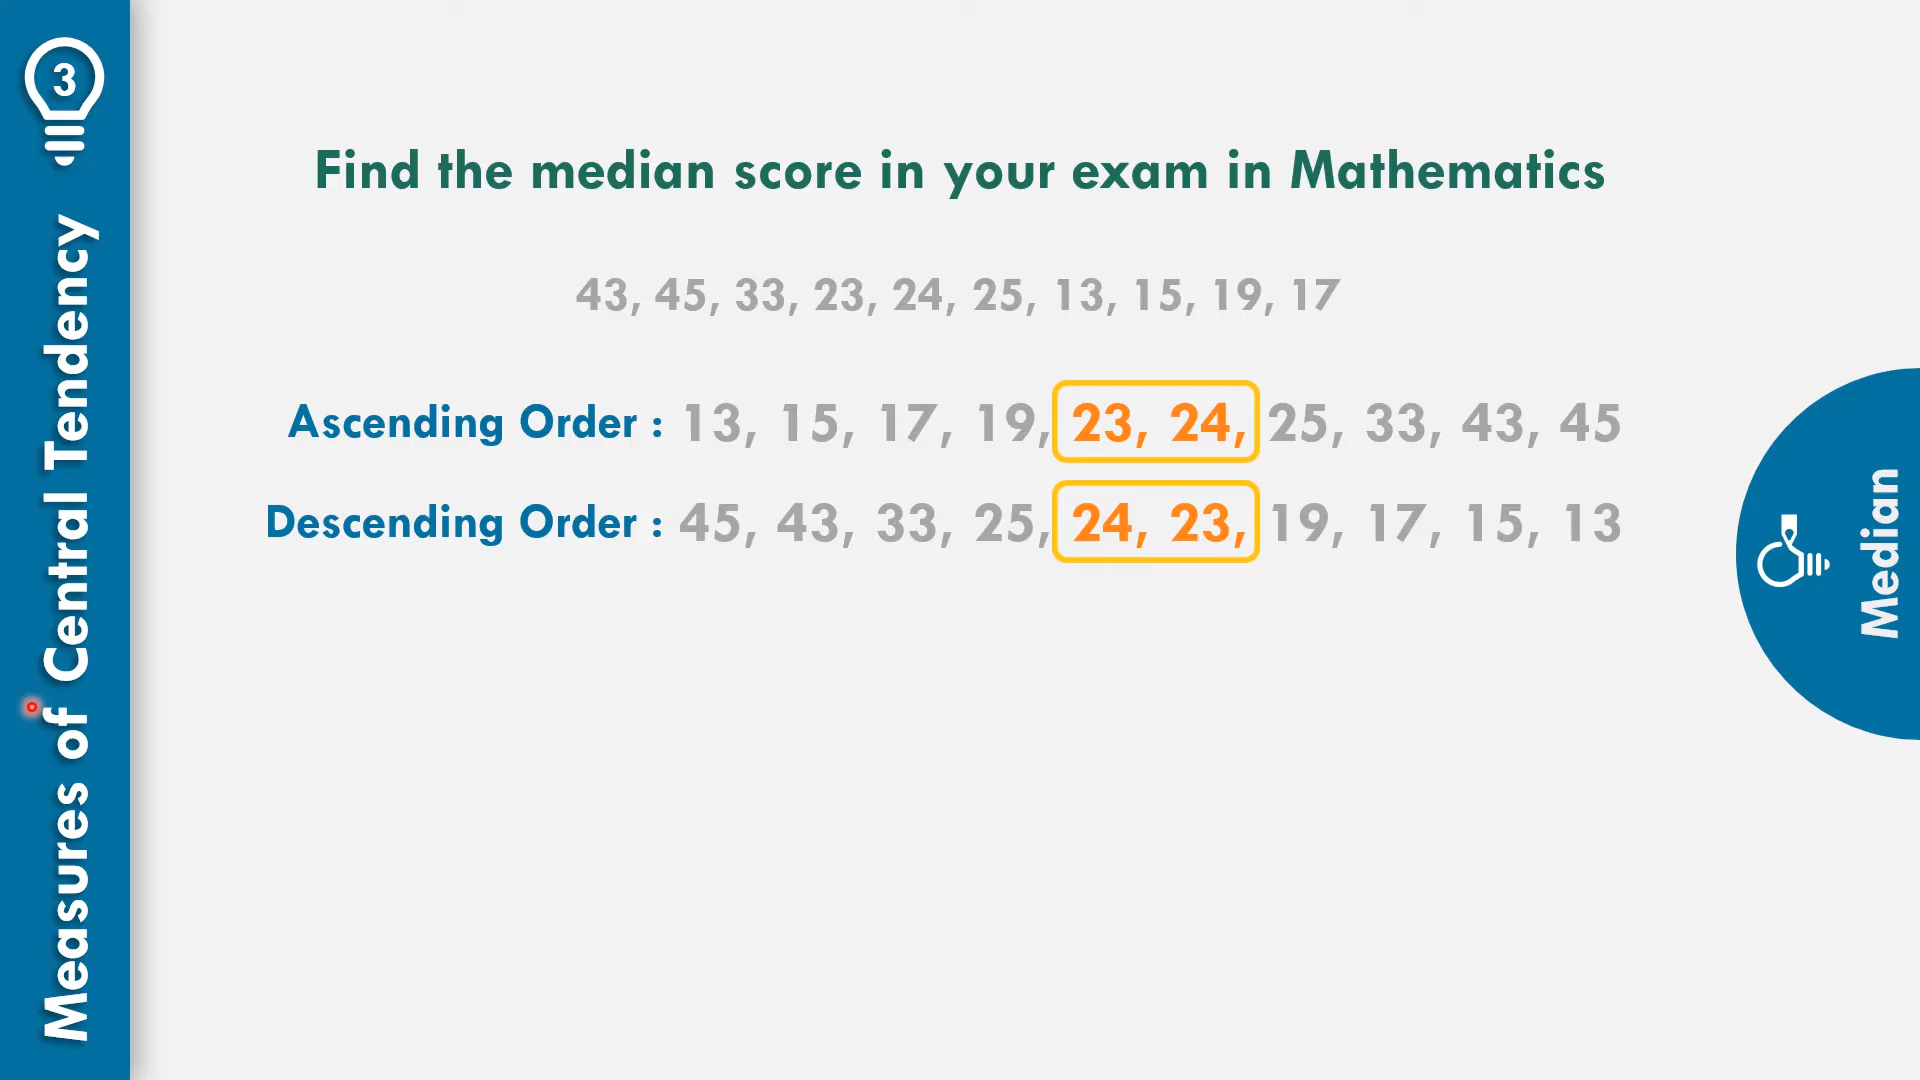 3
Measures of Central Tendency
Find the median score in your exam in Mathematics
43, 45, 33, 23, 24, 25, 13, 15, 19, 17
Ascending Order : 13, 15, 17, 19, 23, 24, 25, 33, 43, 45
Descending Order : 45, 43, 33, 25, 24, 23, 19, 17, 15, 13
Median